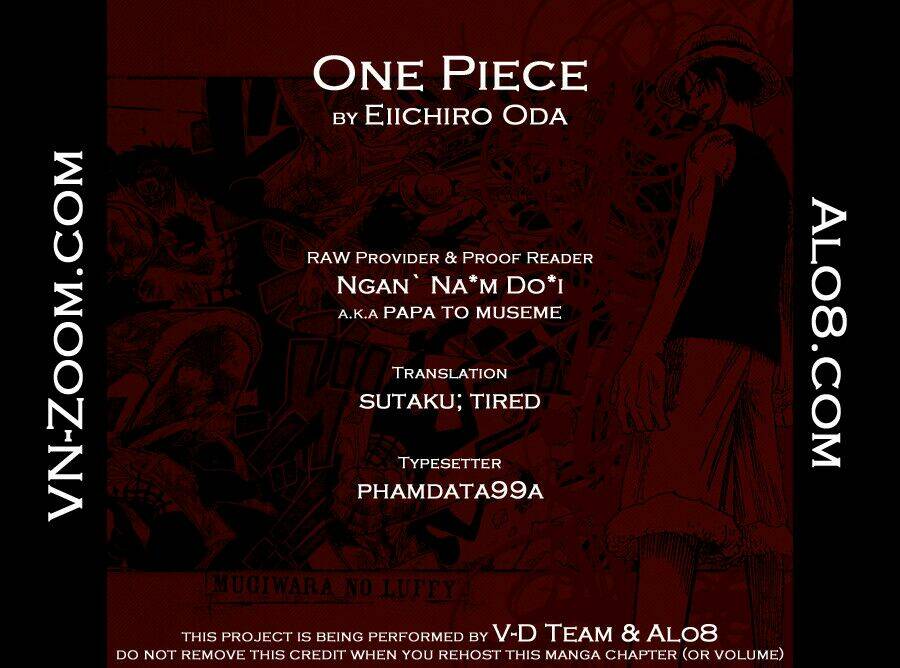 ONE PIECE
BY EIICHIRO ODA
VN-ZOOM.COM
ALO8.COM
RAW PROVIDER & PROOF READER
NGAN` NA*M DO*I
A.K.A PAPA TO MUSEME
TRANSLATION
SUTAKU; TIRED
TYPESETTER
PHAMDATA99A
MUGIWARA NO LUFFY
THIS PROJECT IS BEING PERFORMED BY V-D TEAM & ALO8
DO NOT REMOVE THIS CREDIT WHEN YOU REHOST THIS MANGA CHAPTER (OR VOLUME)